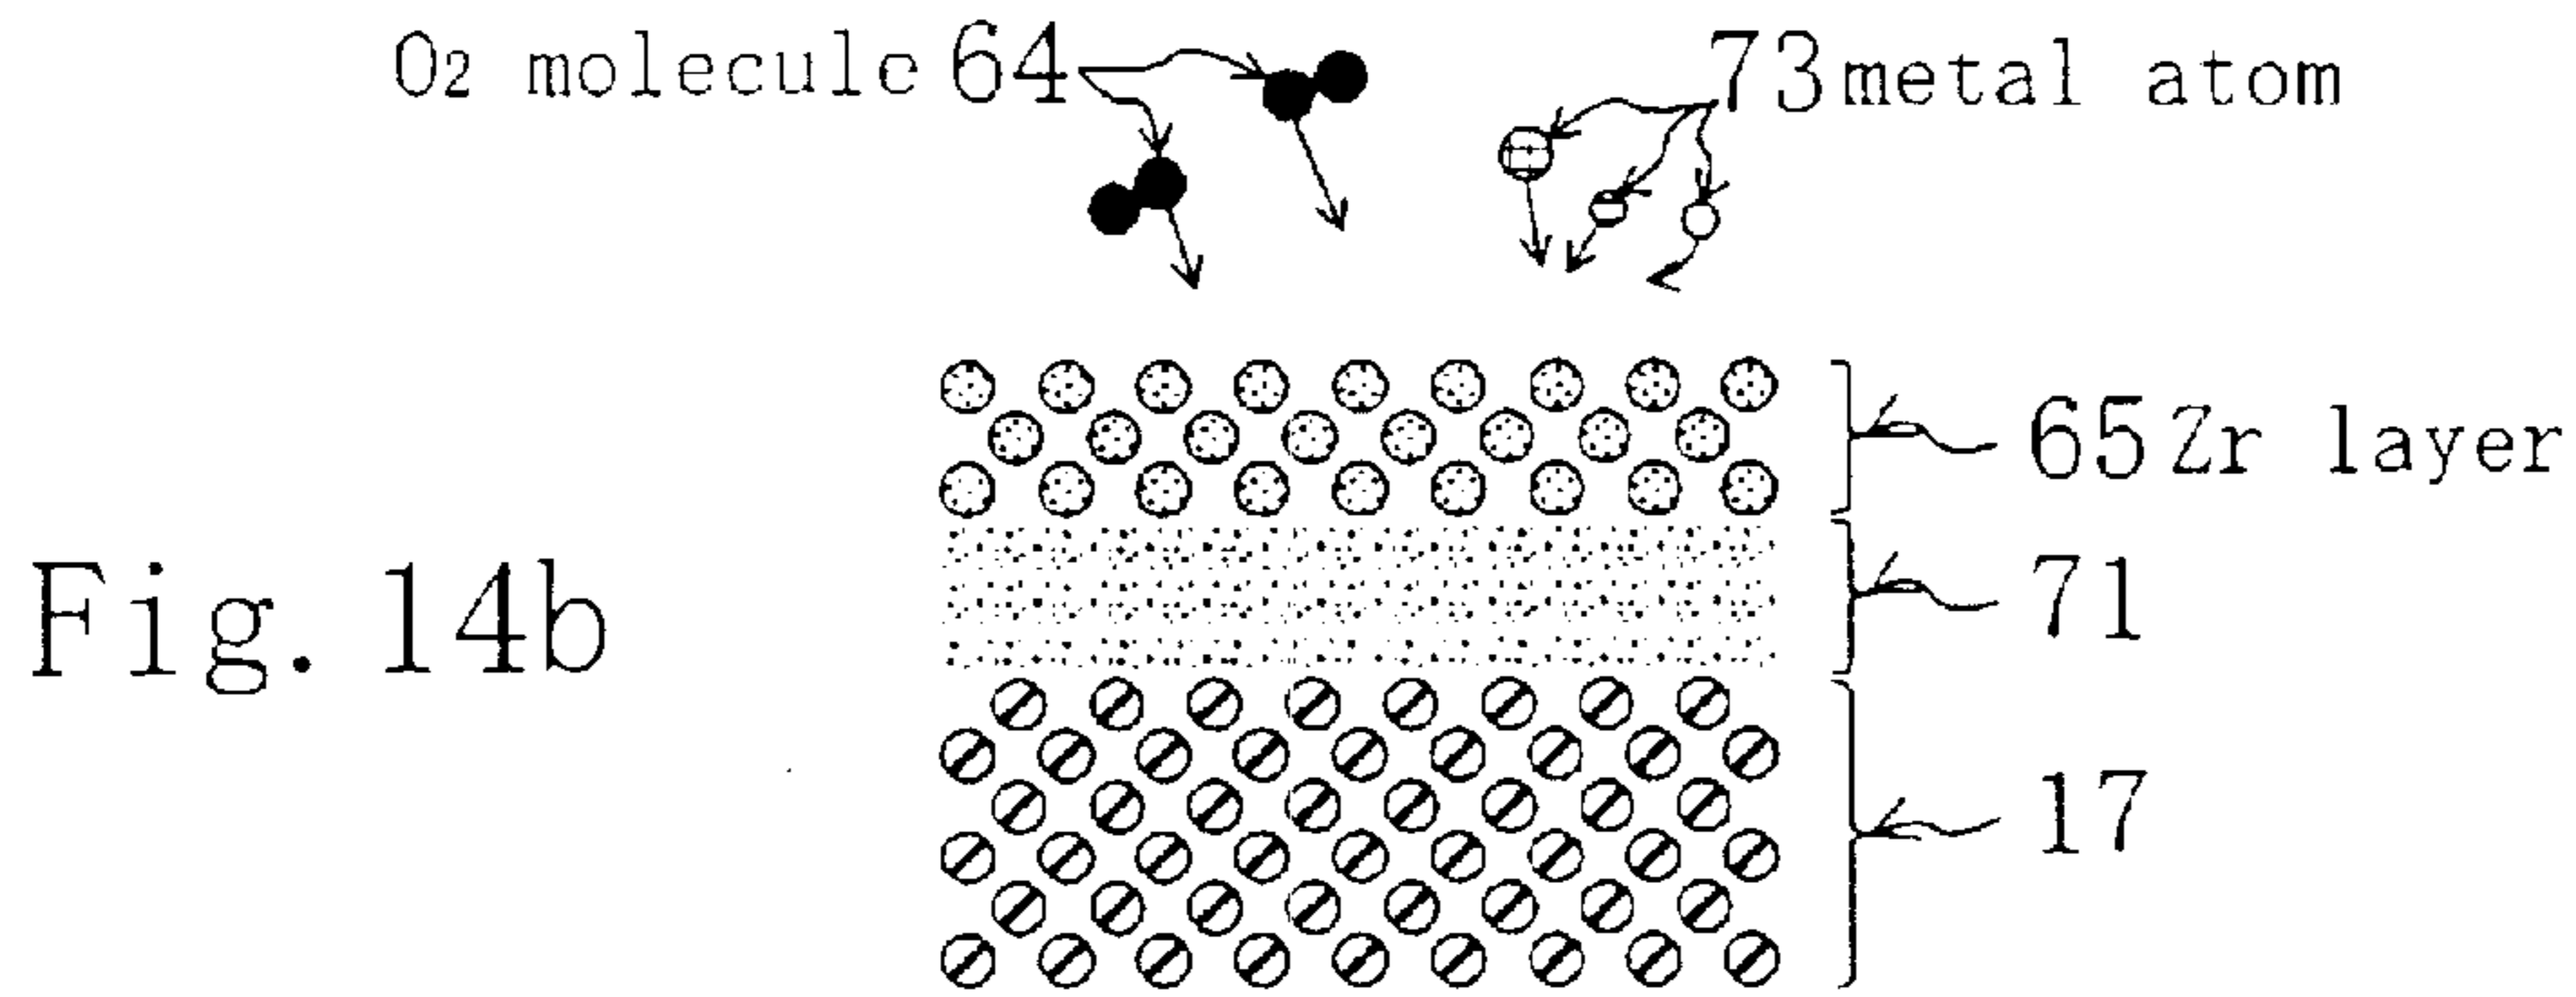 O2 molecule 64
73 metal atom
65 Zr layer
71
Fig. 14b
17